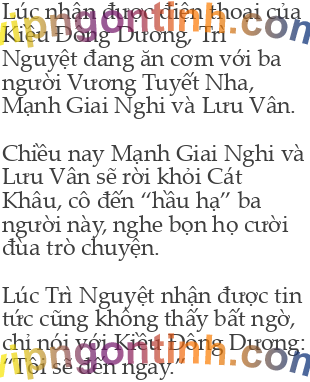 Lúc nhận được điện thoại của
Kiều Đông Dương, Trì
Nguyệt đang ăn cơm với ba
người Vương Tuyết Nha,
Mạnh Giai Nghi và Lưu Vân.
Chiều nay Mạnh Giai Nghi và
Lưu Vân sẽ rời khỏi Cát
Khâu, cô đến “hầu hạ” ba
người này, nghe bọn họ cười
đùa trò chuyện.
Lúc Trì Nguyệt nhận được tin
tức cũng không thấy bất ngờ,
chỉ nói với Kiều Đông Dương:
“Tôi sẽ đến ngay.”
vipngontinh.com
vipngontinh.com